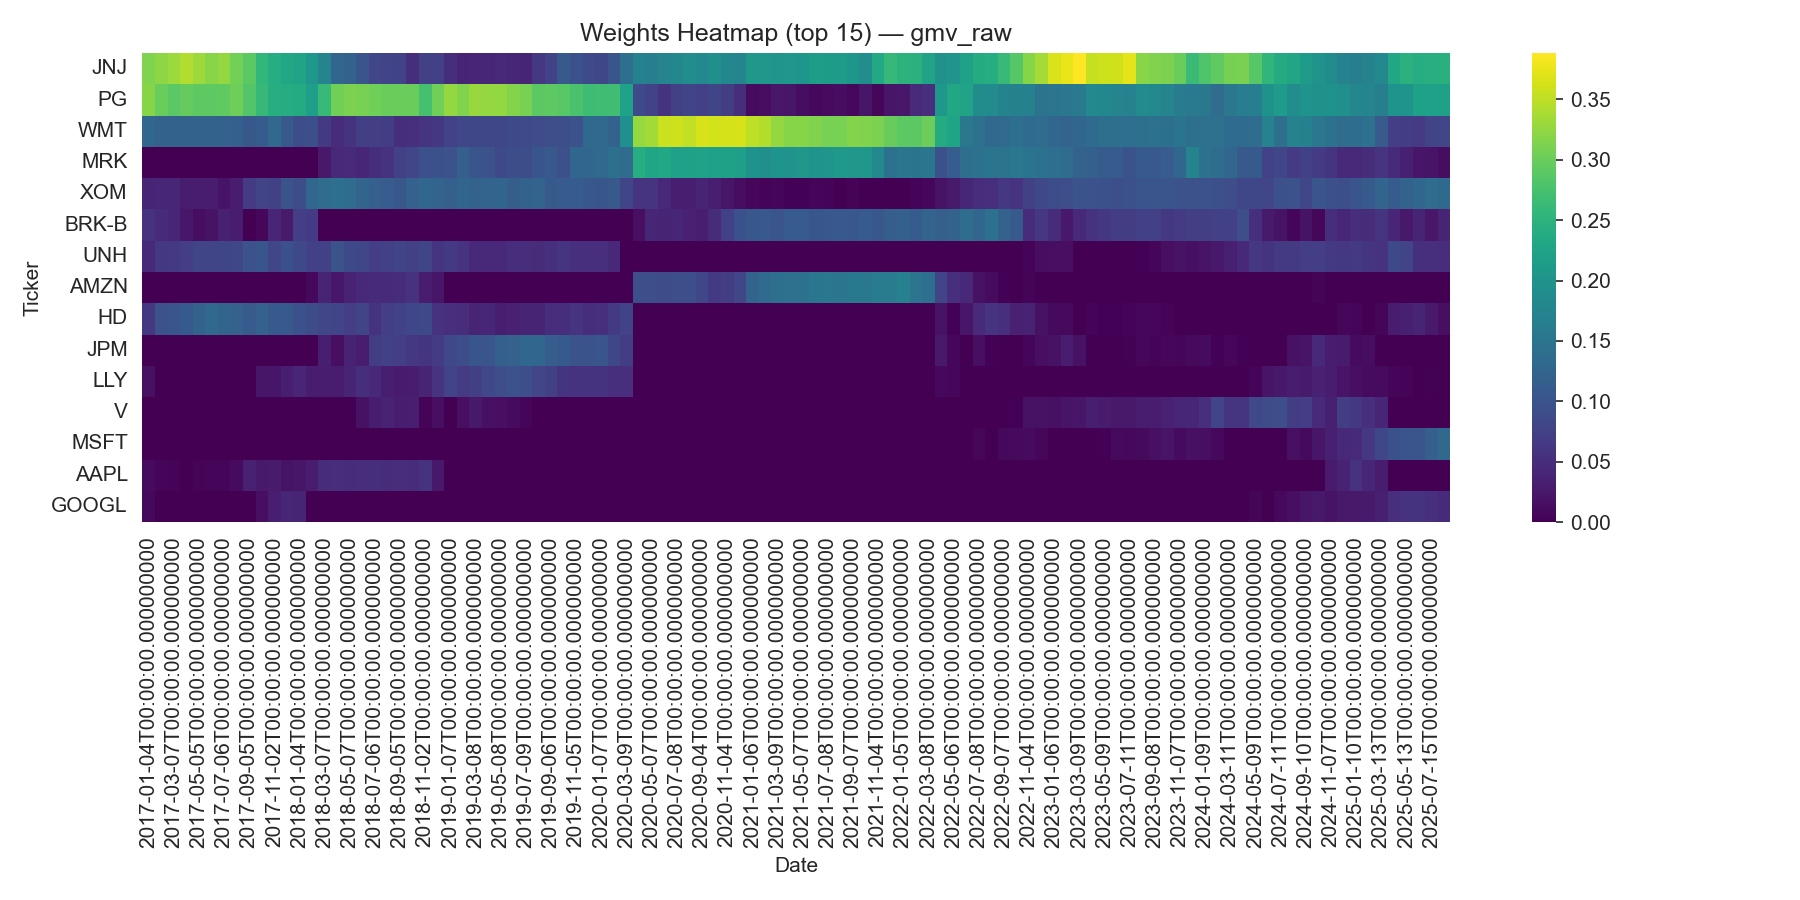 Weights Heatmap (top 15) — gmv_raw
Ticker
JNJ
PG
WMT
MRK
XOM
BRK-B
UNH
AMZN
HD
JPM
LLY
V
MSFT
AAPL
GOOGL
0.35
0.30
0.25
0.20
0.15
0.10
0.05
0.00
2017-01-04T00:00:00.000000000
2017-03-07T00:00:00.000000000
2017-05-05T00:00:00.000000000
2017-07-06T00:00:00.000000000
2017-09-05T00:00:00.000000000
2017-11-02T00:00:00.000000000
2018-01-04T00:00:00.000000000
2018-03-07T00:00:00.000000000
2018-05-07T00:00:00.000000000
2018-07-06T00:00:00.000000000
2018-09-05T00:00:00.000000000
2018-11-02T00:00:00.000000000
2019-01-07T00:00:00.000000000
2019-03-08T00:00:00.000000000
2019-05-09T00:00:00.000000000
2019-07-09T00:00:00.000000000
2019-09-06T00:00:00.000000000
2019-11-05T00:00:00.000000000
2020-01-07T00:00:00.000000000
2020-03-09T00:00:00.000000000
2020-05-07T00:00:00.000000000
2020-07-08T00:00:00.000000000
2020-09-04T00:00:00.000000000
2020-11-04T00:00:00.000000000
2021-01-06T00:00:00.000000000
2021-03-09T00:00:00.000000000
2021-05-07T00:00:00.000000000
2021-07-08T00:00:00.000000000
2021-09-07T00:00:00.000000000
2021-11-04T00:00:00.000000000
2022-01-05T00:00:00.000000000
2022-03-08T00:00:00.000000000
2022-05-06T00:00:00.000000000
2022-07-08T00:00:00.000000000
2022-09-07T00:00:00.000000000
2022-11-04T00:00:00.000000000
2023-01-06T00:00:00.000000000
2023-03-09T00:00:00.000000000
2023-05-09T00:00:00.000000000
2023-07-11T00:00:00.000000000
2023-09-08T00:00:00.000000000
2023-11-07T00:00:00.000000000
2024-01-09T00:00:00.000000000
2024-03-11T00:00:00.000000000
2024-05-09T00:00:00.000000000
2024-07-11T00:00:00.000000000
2024-09-10T00:00:00.000000000
2024-11-07T00:00:00.000000000
2025-01-10T00:00:00.000000000
2025-03-13T00:00:00.000000000
2025-05-13T00:00:00.000000000
2025-07-15T00:00:00.000000000
Date